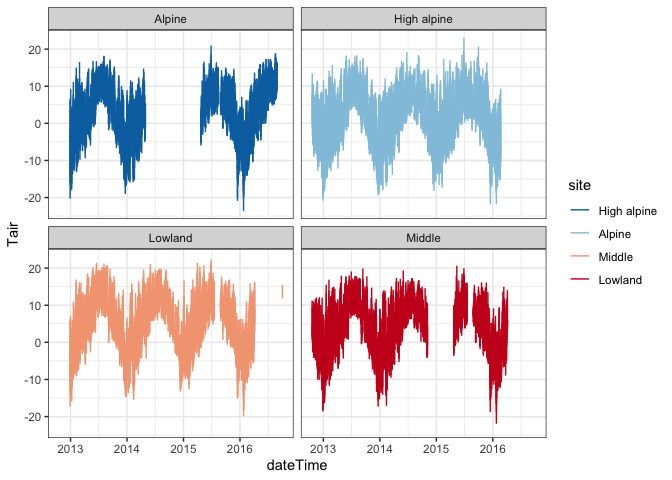 Alpine
High alpine
20
10
0
-10
-20
Tair
Lowland
Middle
20
10
0
-10
-20
2013 2014 2015 2016
2013 2014 2015 2016
dateTime
site
High alpine
Alpine
Middle
Lowland